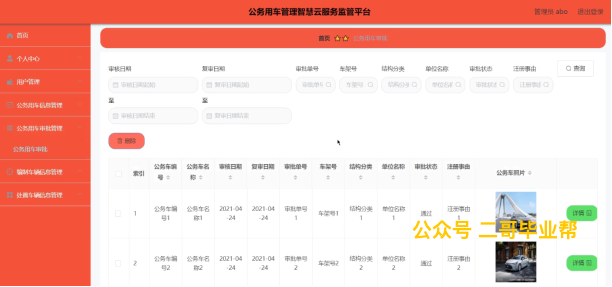 公务用车管理智慧云服务监管平台
管理员 abo 退出登录
首页
个人中心
用户管理
公务用车信息管理
公务用车审批管理
公务用车审批
编制车辆信息管理
处置车辆信息管理
首页 ★★ 公务用车审批
审核日期 复审日期 审批单号 车架号 结构分类 单位名称 审批状态 注册事由
审核日期起始 复审日期起始 审批单号 车架号 结构分类 单位名称 审批状态 注册事由 查询
至 至
审核日期结束 复审日期结束
删除
索引 公务车编号 公务车名称 审核日期 复审日期 审批单号 车架号 结构分类 单位名称 审批状态 注册事由 公务车照片
1 公务车编号1 公务车名称1 2021-04-24 2021-04-24 审批单号1 车架号1 结构分类1 单位名称1 通过 注册事由1 详情
公众号 二哥毕业帮
2 公务车编号2 公务车名称2 2021-04-24 2021-04-24 审批单号2 车架号2 结构分类2 单位名称2 通过 注册事由2 详情